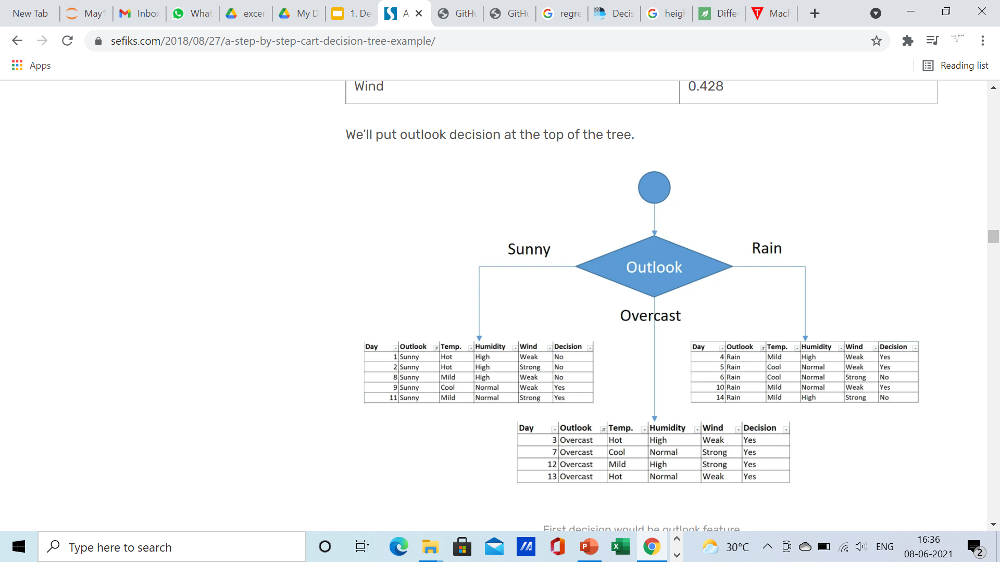 New Tab May1 Inbo What excer My D 1. De A GitHu GitHu regre Decis heigh Differ Mach
sefiks.com/2018/08/27/a-step-by-step-cart-decision-tree-example/
Apps Reading list
Wind 0.428
We’ll put outlook decision at the top of the tree.
Sunny Rain
Outlook
Overcast
Day Outlook Temp. Humidity Wind Decision
1 Sunny Hot High Weak No
2 Sunny Hot High Strong No
8 Sunny Mild High Weak No
9 Sunny Cool Normal Weak Yes
11 Sunny Mild Normal Strong Yes
Day Outlook Temp. Humidity Wind Decision
4 Rain Mild High Weak Yes
5 Rain Cool Normal Weak Yes
6 Rain Cool Normal Strong No
10 Rain Mild Normal Weak Yes
14 Rain Mild High Strong No
Day Outlook Temp. Humidity Wind Decision
3 Overcast Hot High Weak Yes
7 Overcast Cool Normal Strong Yes
12 Overcast Mild High Strong Yes
13 Overcast Hot Normal Weak Yes
First decision would be outlook feature
Type here to search
30°C ENG
16:36
08-06-2021
2